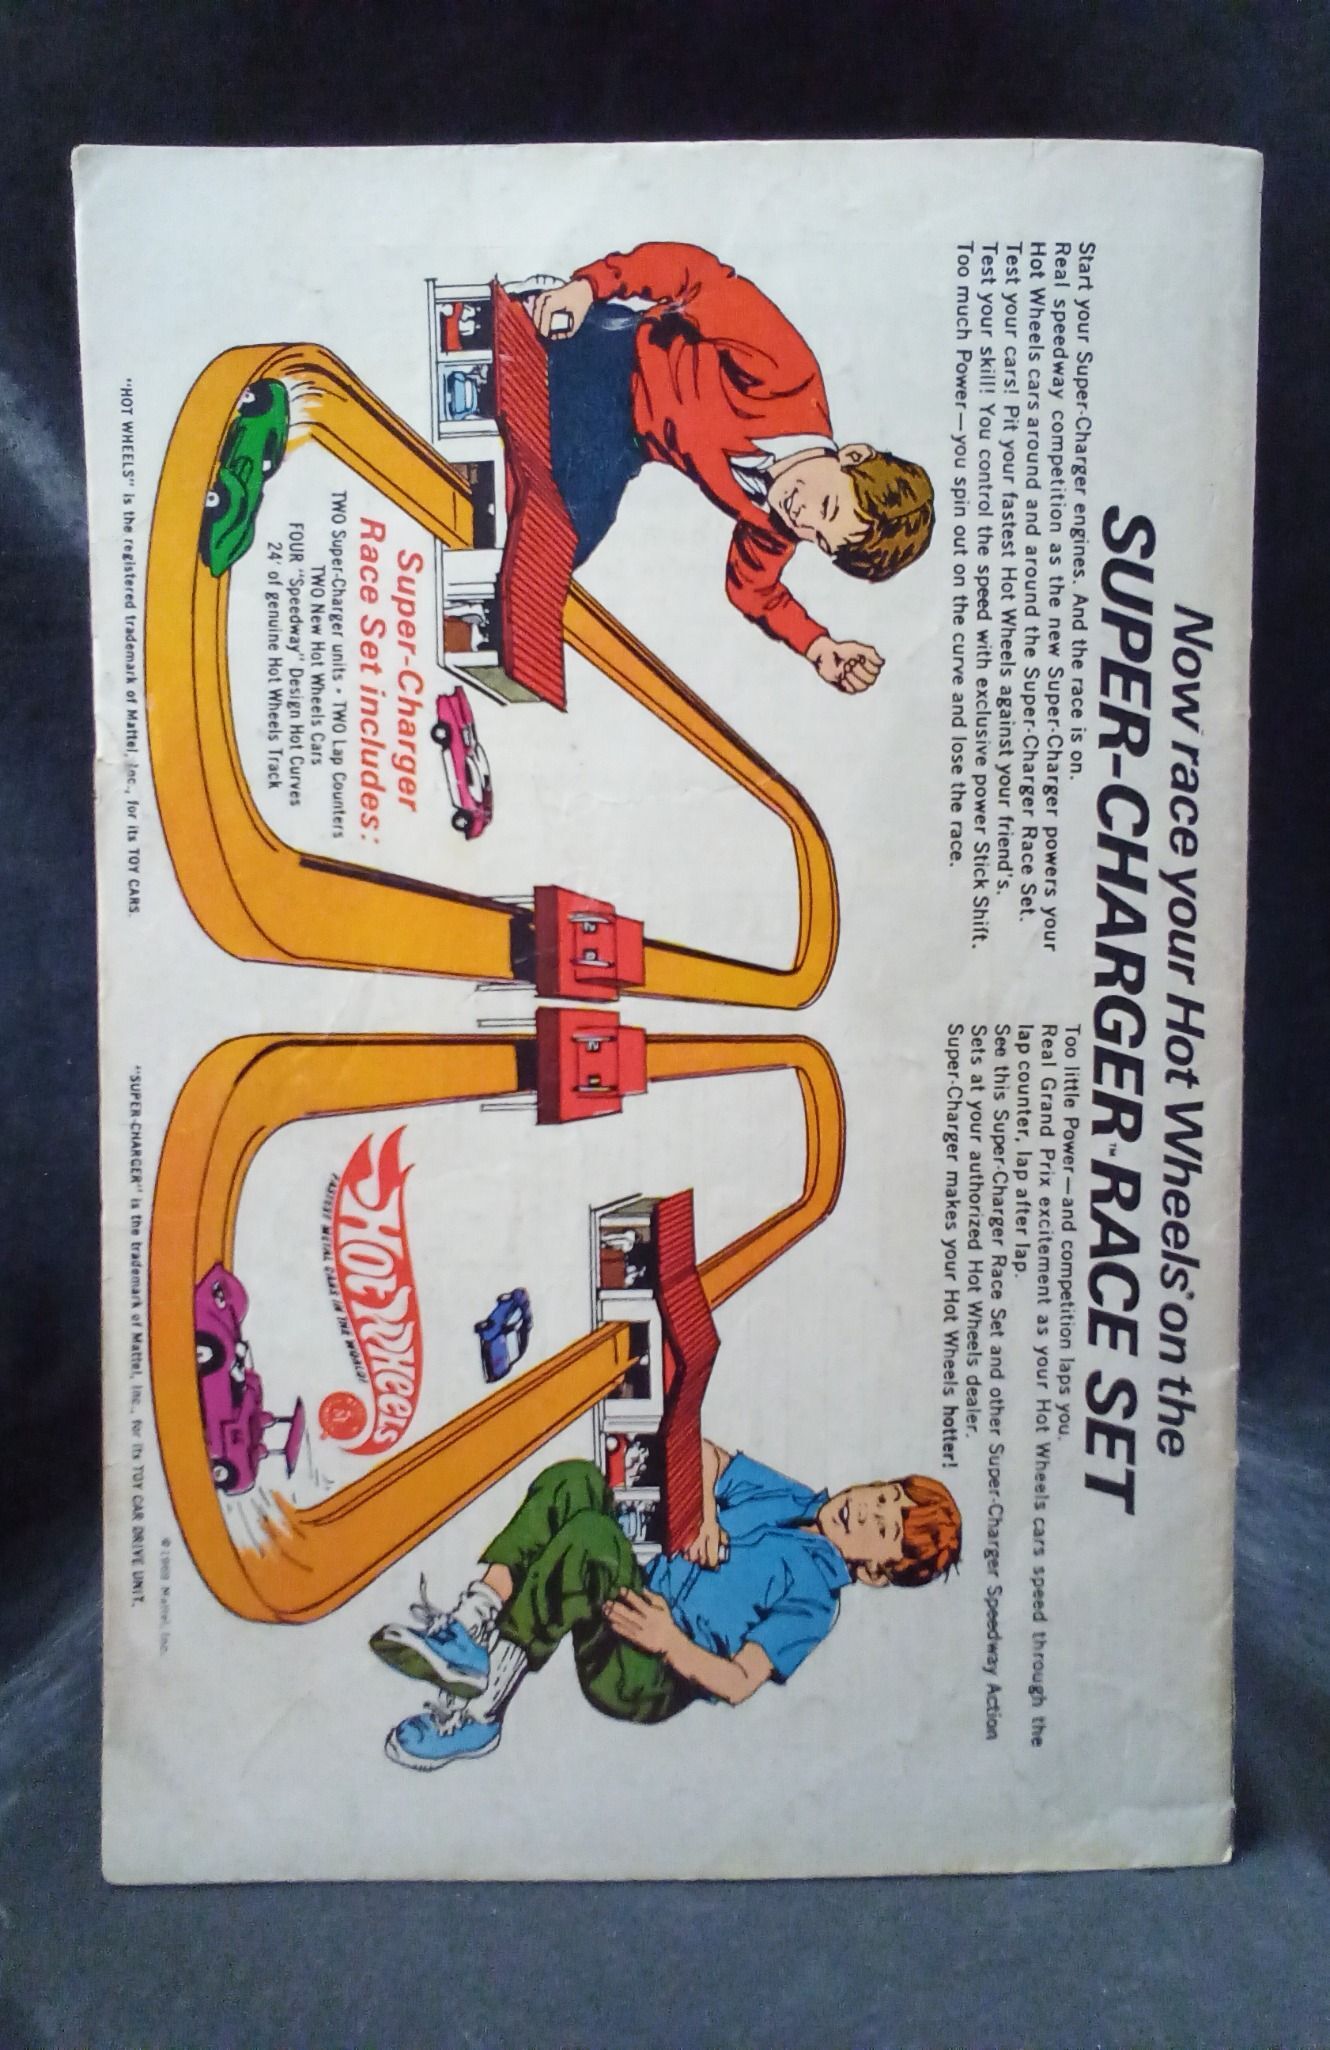 Now race your Hot Wheels® on the
SUPER-CHARGER™ RACE SET
Start your Super-Charger engines. And the race is on.
Real speedway competition as the new Super-Charger powers your
Hot Wheels cars around and around the Super-Charger Race Set.
Test your cars! Pit your fastest Hot Wheels against your friend's.
Test your skill! You control the speed with exclusive power Stick Shift.
Too much Power—you spin out on the curve and lose the race.
Too little Power—and competition laps you.
Real Grand Prix excitement as your Hot Wheels cars speed through the
lap counter, lap after lap.
See this Super-Charger Race Set and other Super-Charger Speedway Action
Sets at your authorized Hot Wheels dealer.
Super-Charger makes your Hot Wheels hotter!
Super-Charger
Race Set includes:
TWO Super-Charger units • TWO Lap Counters
TWO New Hot Wheels Cars
FOUR "Speedway" Design Hot Curves
24' of genuine Hot Wheels Track
HOT WHEELS
FASTEST METAL CARS IN THE WORLD!
"HOT WHEELS" is the registered trademark of Mattel, Inc., for its TOY CARS.
"SUPER-CHARGER" is the trademark of Mattel, Inc., for its TOY CAR DRIVE UNIT.
Mattel, Inc.